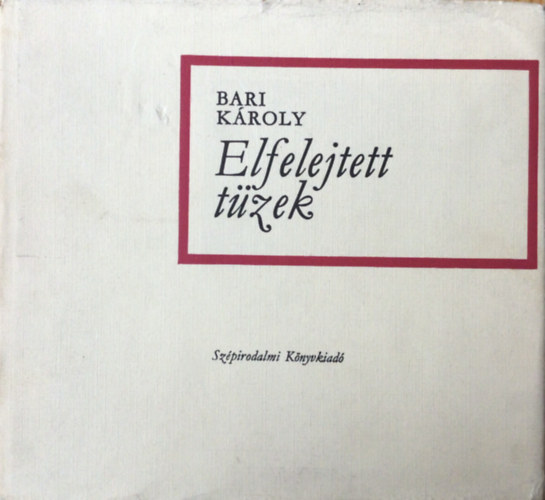 BARI
KÁROLY
Elfelejtett
tüzek
Szépirodalmi Könyvkiadó